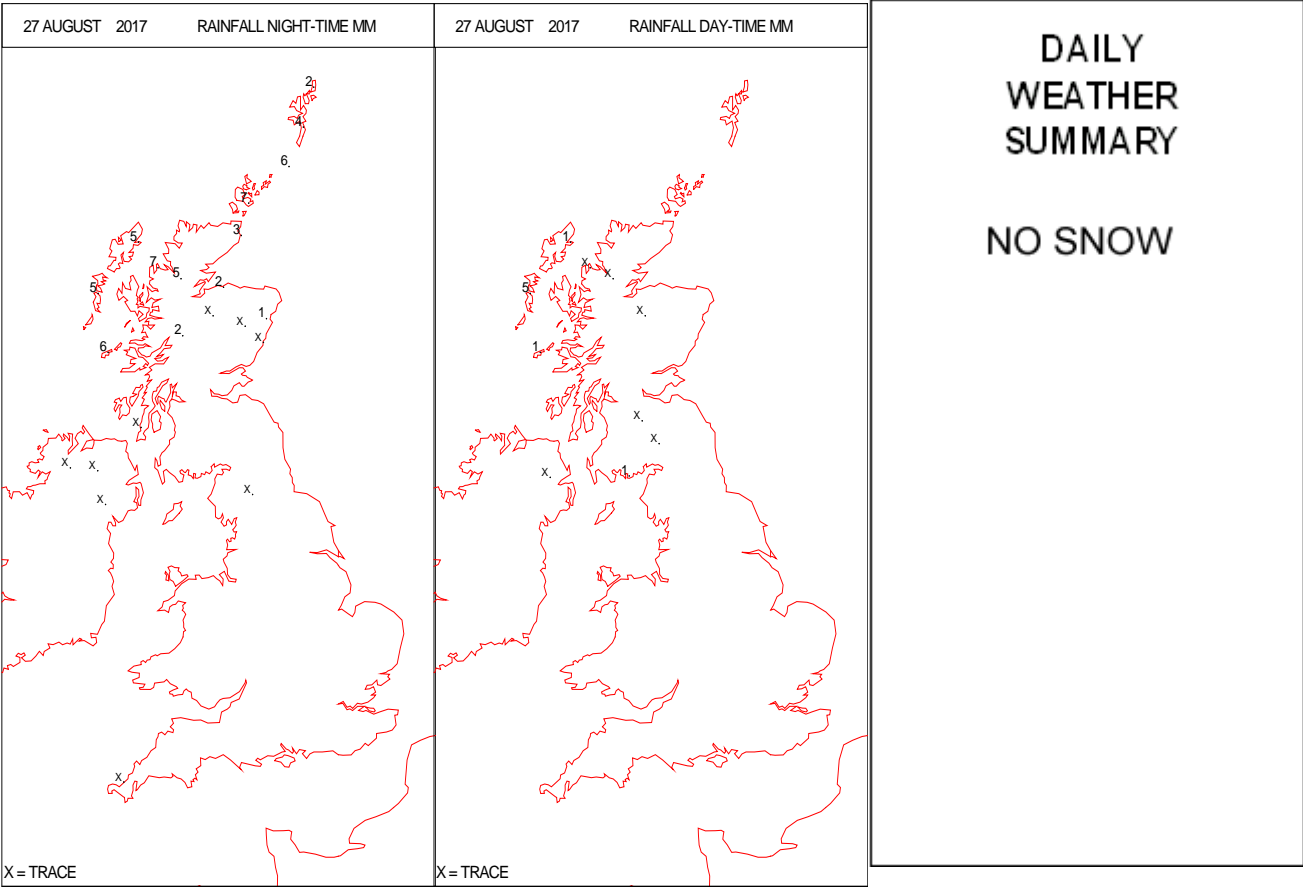 27 AUGUST 2017 RAINFALL NIGHT-TIME MM
2
4
6
7
3
5
7
5
2
5
X
1
X
2
X
6
X
X
X
X
X
X
X = TRACE
27 AUGUST 2017 RAINFALL DAY-TIME MM
1
X
X
5
X
1
X
X
1
X
X = TRACE
DAILY
WEATHER
SUMMARY
NO SNOW